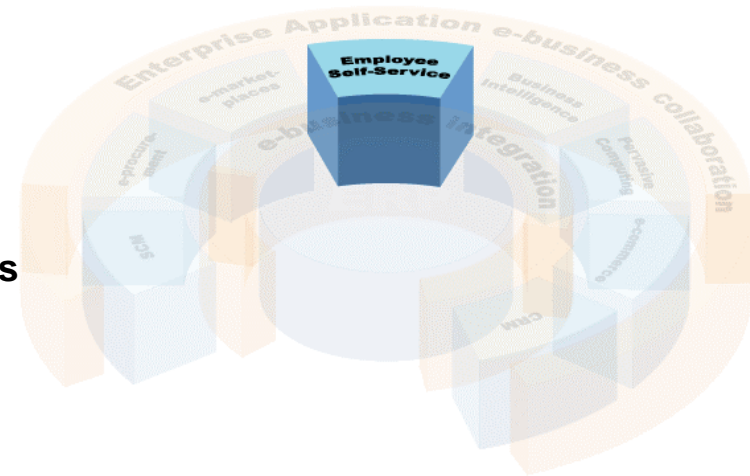 Enterprise Application e-business collaboration
Employee
Self-Service
e-market-
places
Business
Intelligence
e-business integration
e-procure-
ment
Pervasive
Computing
s
SCM
e-commerce
CRM